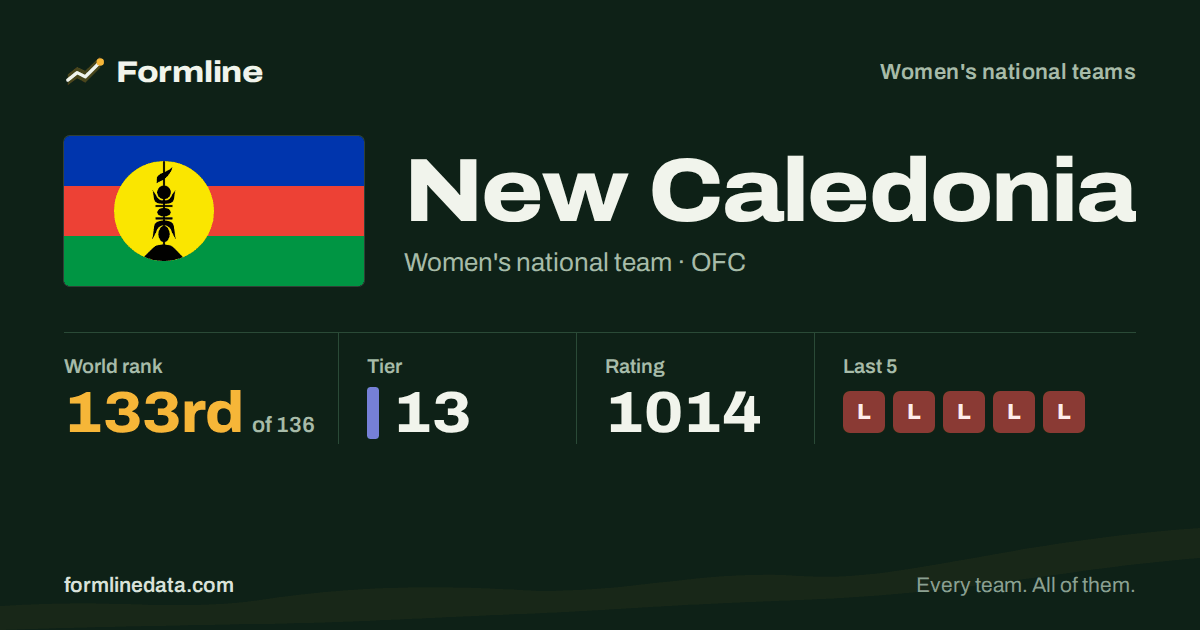 Formline
Women's national teams
New Caledonia
Women's national team · OFC
World rank
133rd of 136
Tier
13
Rating
1014
Last 5
L L L L L
formlinedata.com
Every team. All of them.